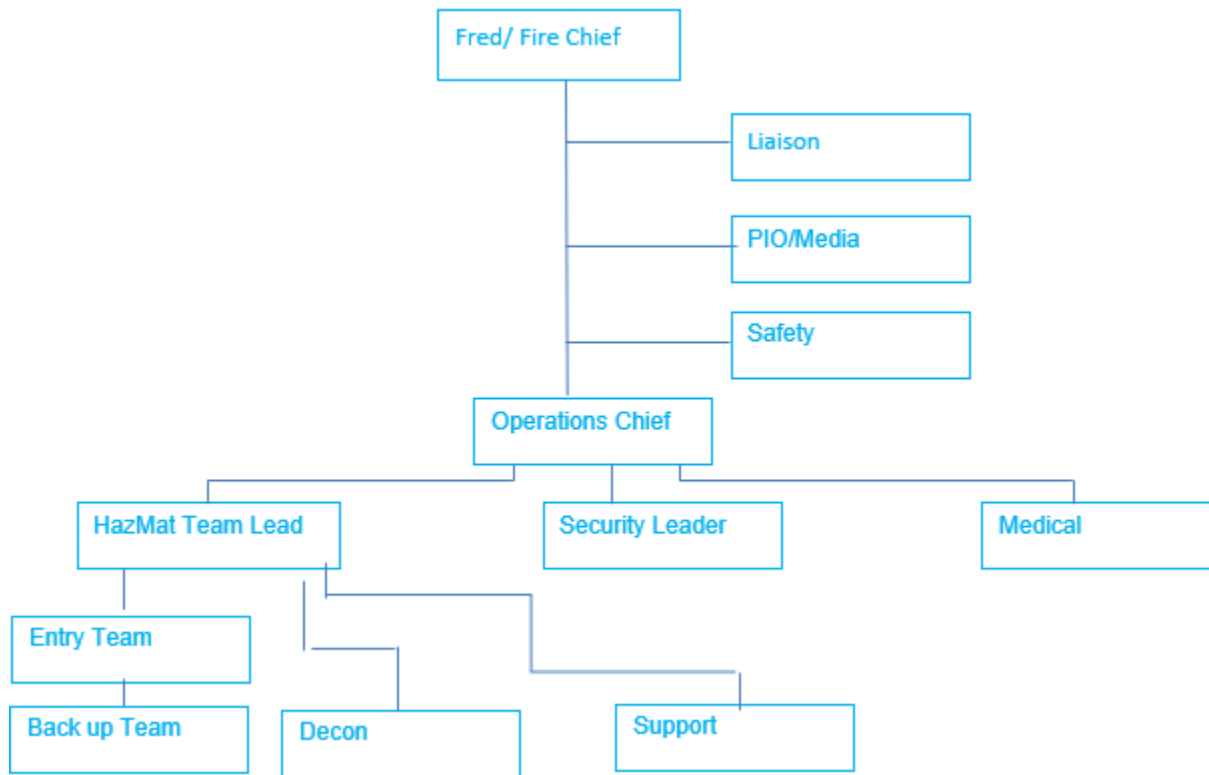 Fred/ Fire Chief
Liaison
PIO/Media
Safety
Operations Chief
HazMat Team Lead
Security Leader
Medical
Entry Team
Back up Team
Decon
Support